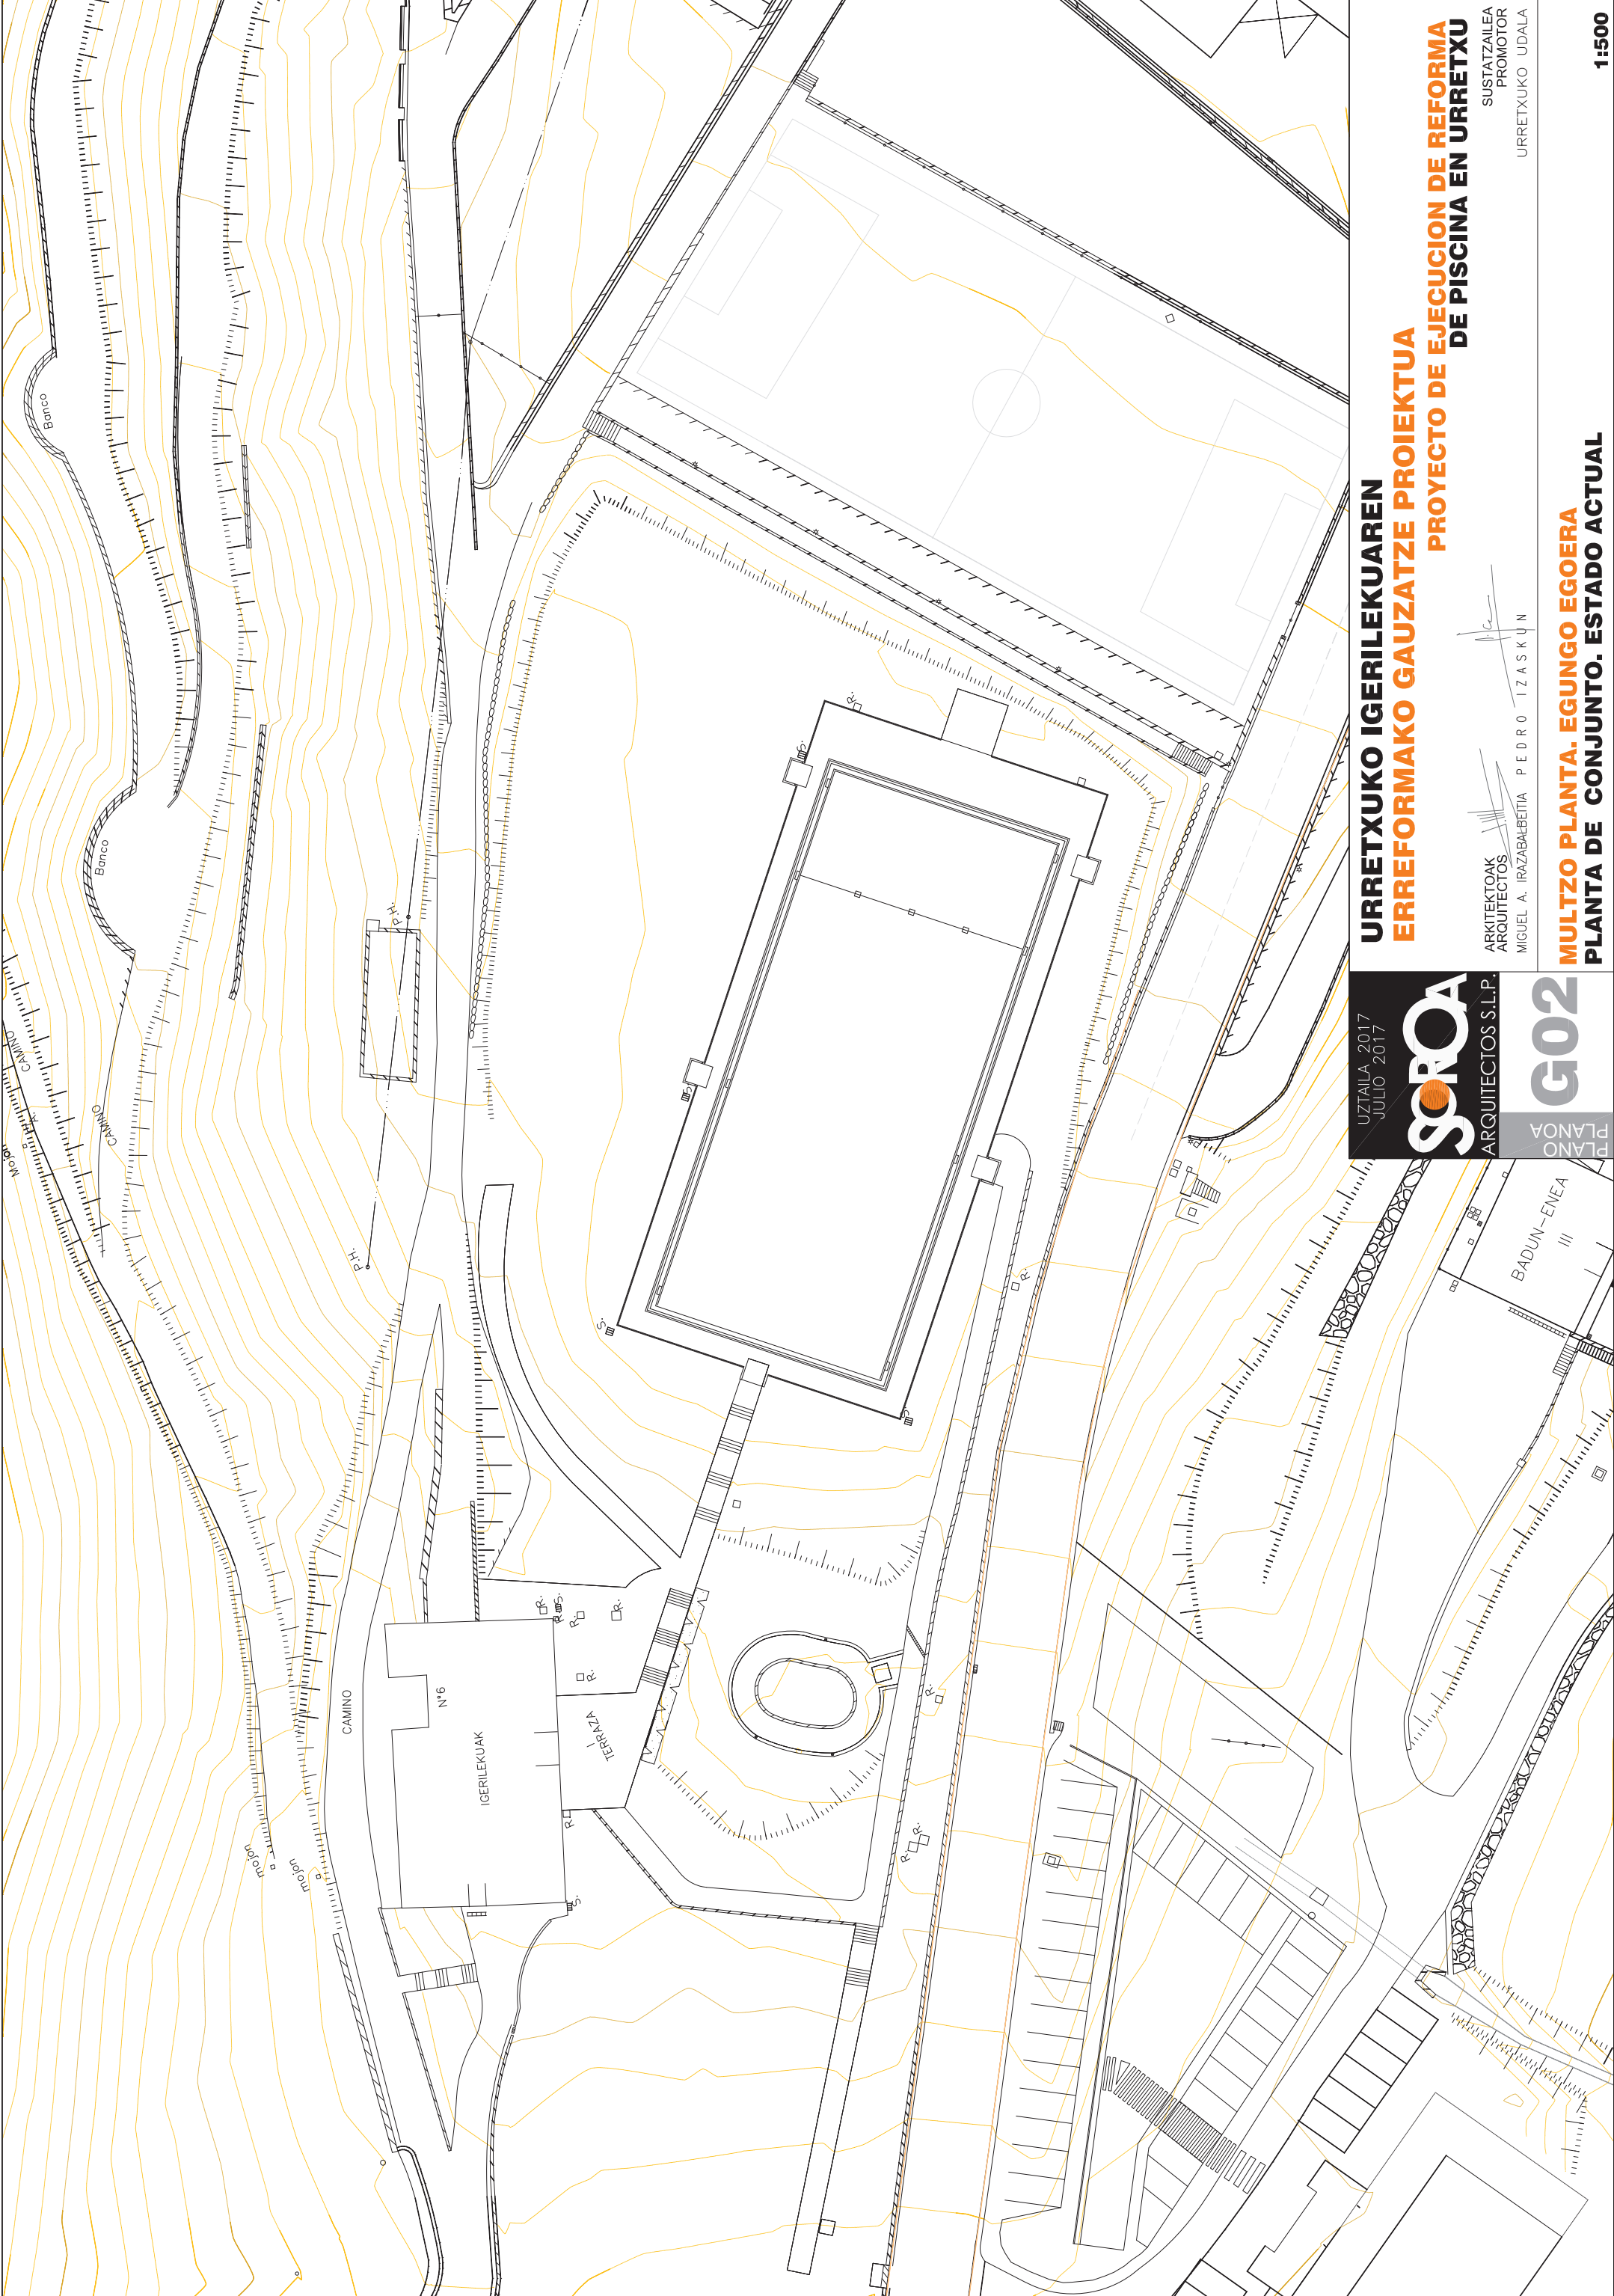 URRETXUKO IGERILEKUAREN
ERREFORMAKO GAUZATZE PROIEKTUA
PROYECTO DE EJECUCION DE REFORMA
DE PISCINA EN URRETXU
SUSTATZAILEA
PROMOTOR
URRETXUKO UDALA
ARKITEKTOAK
ARQUITECTOS
MIGUEL A. IRAZABALBEITIA PEDRO IZASKUN
MULTZO PLANTA. EGUNGO EGOERA
PLANTA DE CONJUNTO. ESTADO ACTUAL
1:500
UZTAILA 2017
JULIO 2017
SOROA
ARQUITECTOS S.L.P.
PLANOA
PLANO
G02
Banco
Banco
CAMINO
CAMINO
Mojon
P.H.
P.H.
CAMINO
Nº6
IGERILEKUAK
TERRAZA
I
mojon
mojon
R.
S.
R.
R.
R.
R.
R.
S.
R.
R.
R.
S.
S.
S.
S.
R.
R.
BADUN-ENEA
III